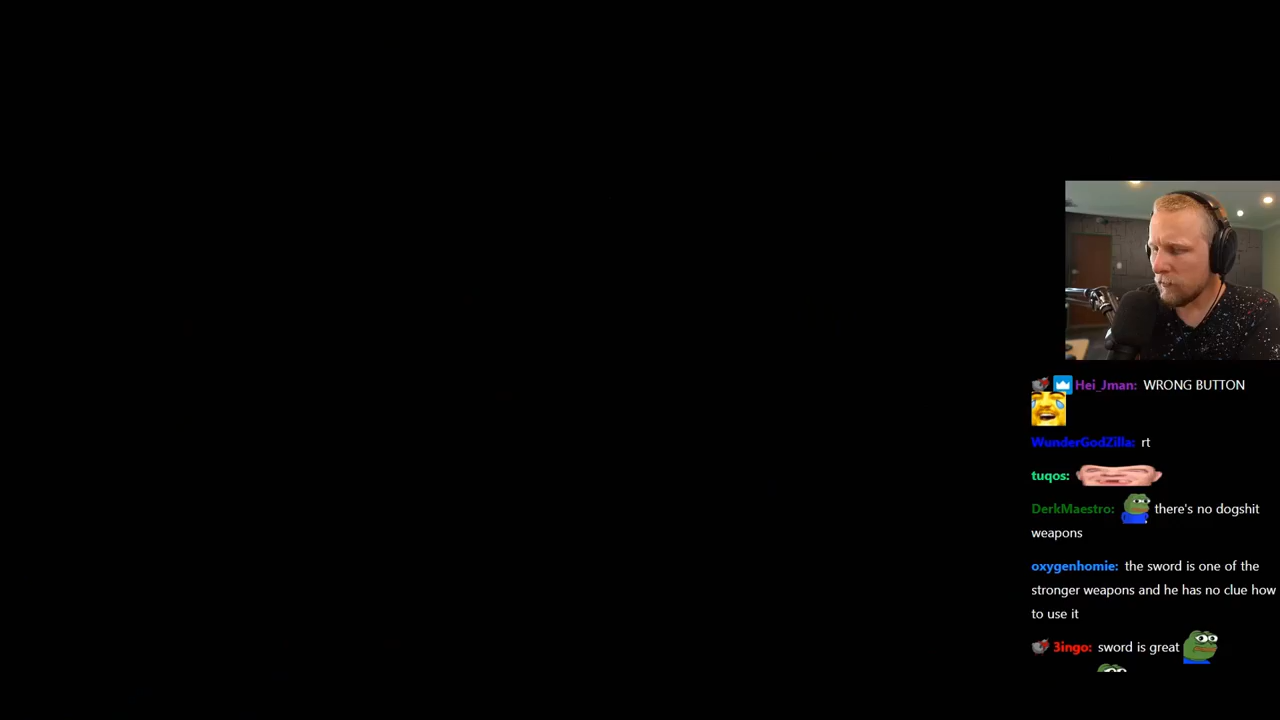 Hei_Jman: WRONG BUTTON
WunderGodZilla: rt
tuqos:
DerkMaestro: there's no dogshit
weapons
oxygenhomie: the sword is one of the
stronger weapons and he has no clue how
to use it
3ingo: sword is great